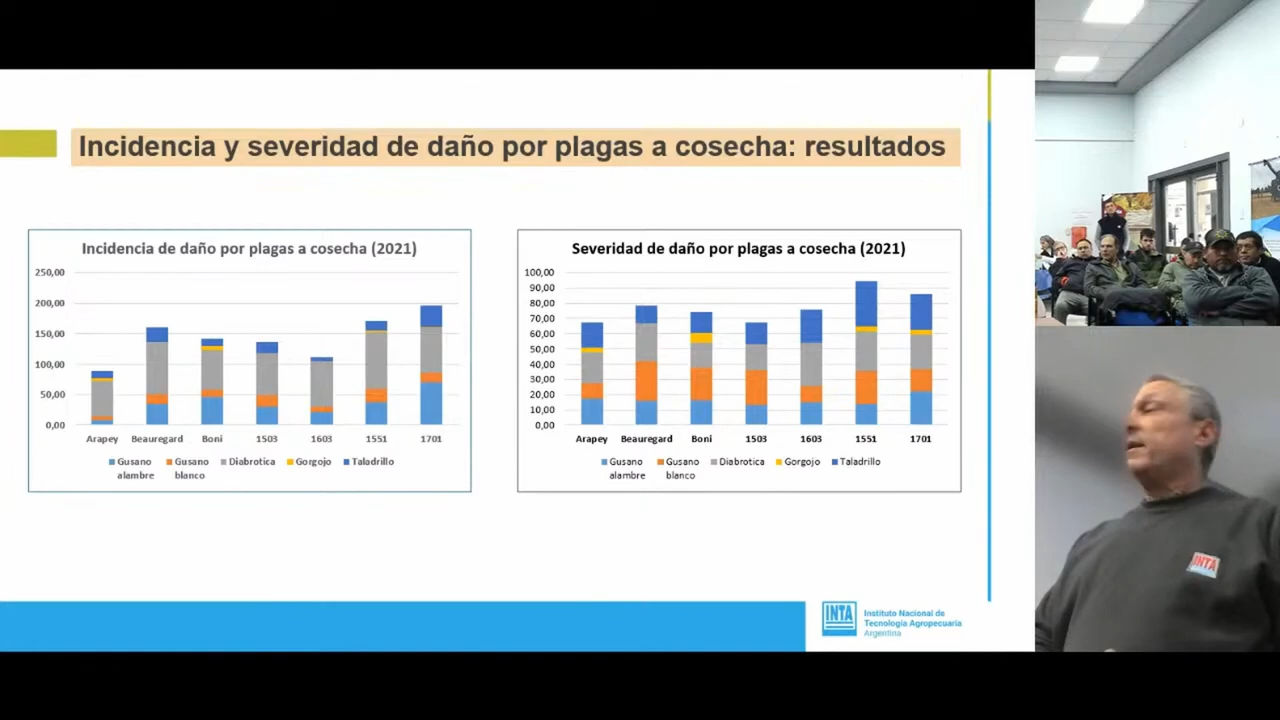 Incidencia y severidad de daño por plagas a cosecha: resultados
Incidencia de daño por plagas a cosecha (2021)
250,00
200,00
150,00
100,00
50,00
0,00
Arapey Beauregard Boni 1503 1603 1551 1701
Gusano alambre Gusano blanco Diabrotica Gorgojo Taladrillo
Severidad de daño por plagas a cosecha (2021)
100,00
90,00
80,00
70,00
60,00
50,00
40,00
30,00
20,00
10,00
0,00
Arapey Beauregard Boni 1503 1603 1551 1701
Gusano alambre Gusano blanco Diabrotica Gorgojo Taladrillo
INTA
Instituto Nacional de
Tecnología Agropecuaria
Argentina
INTA